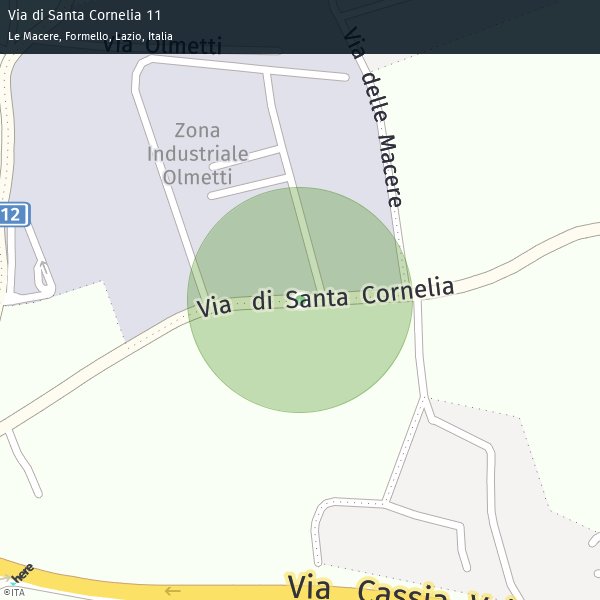 Via di Santa Cornelia 11
Le Macere, Formello, Lazio, Italia
Via Olmetti
Via delle Macere
Zona
Industriale
Olmetti
12
Via di Santa Cornelia
here
©ITA
Via Cassia